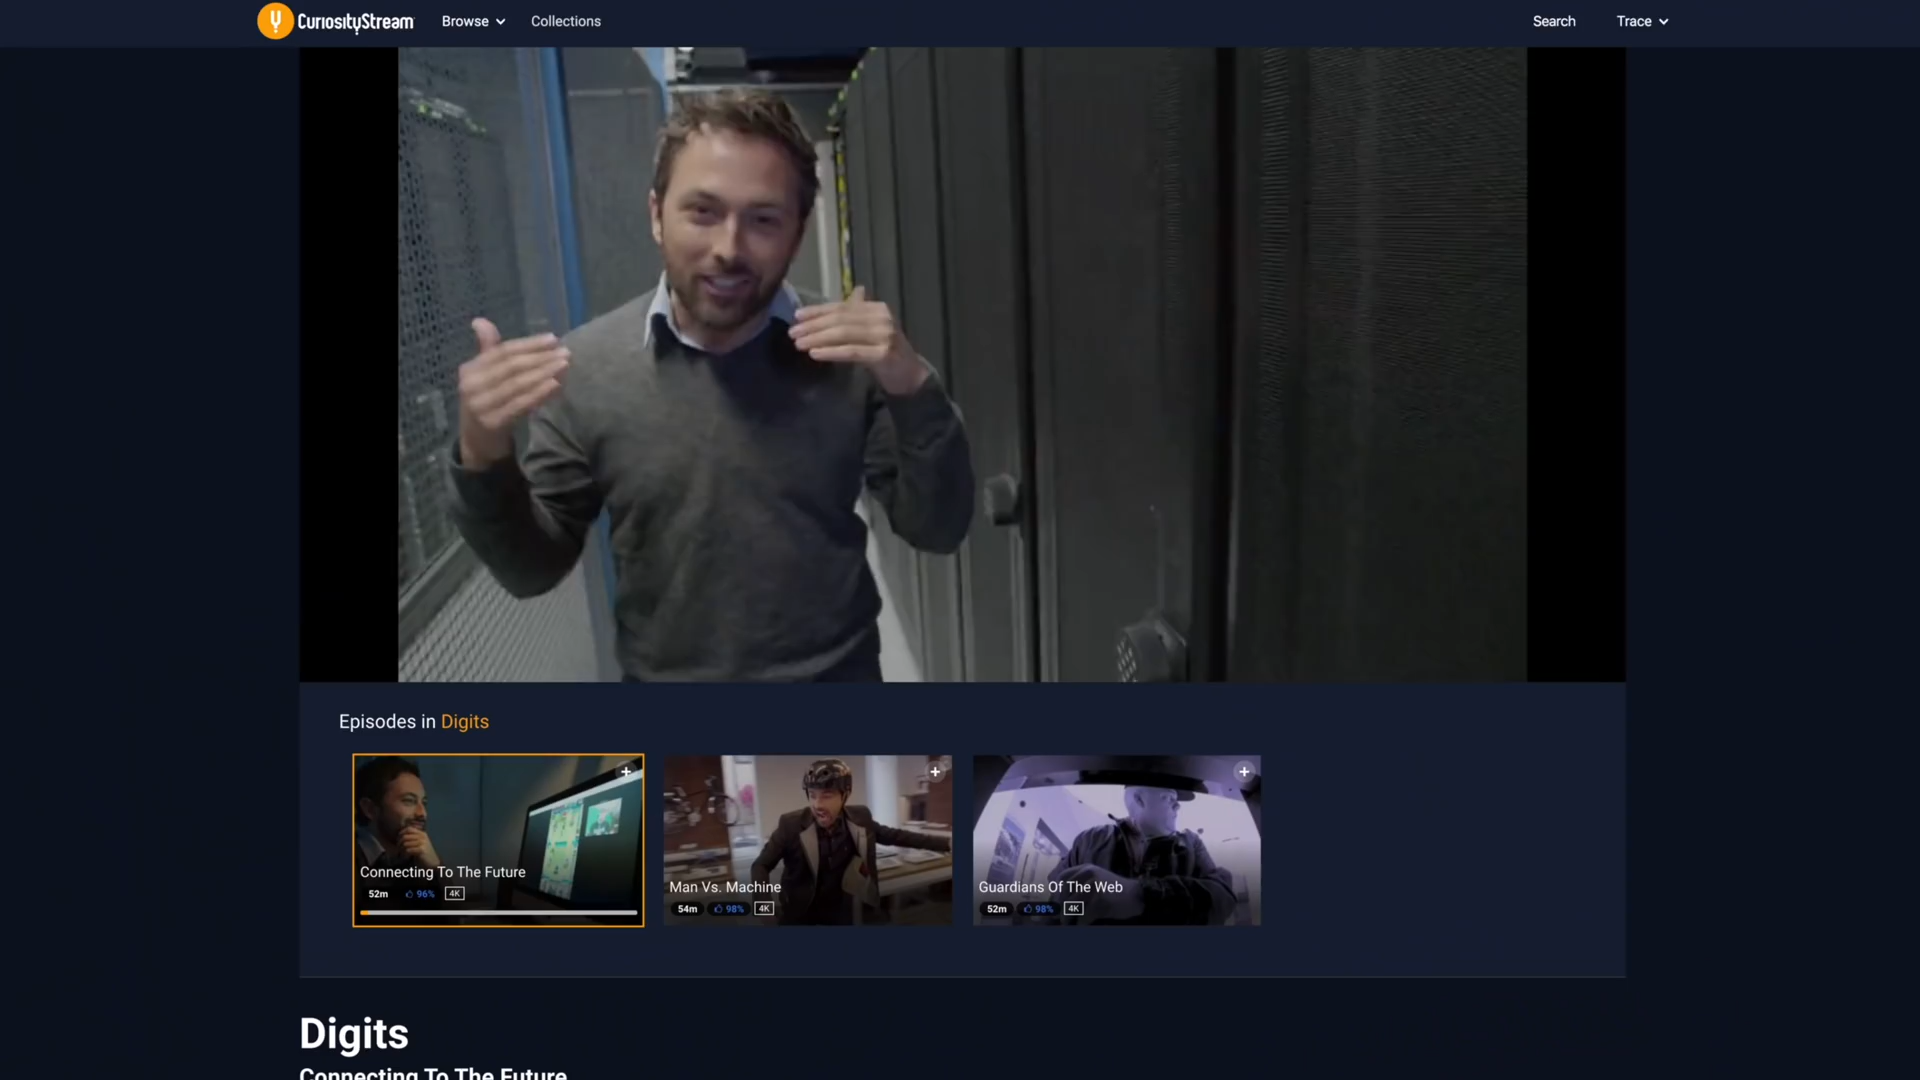 CuriosityStream Browse Collections Search Trace
Episodes in Digits
Connecting To The Future
52m 96% 4K
Man Vs. Machine
54m 98% 4K
Guardians Of The Web
52m 98% 4K
Digits
Connecting To The Future